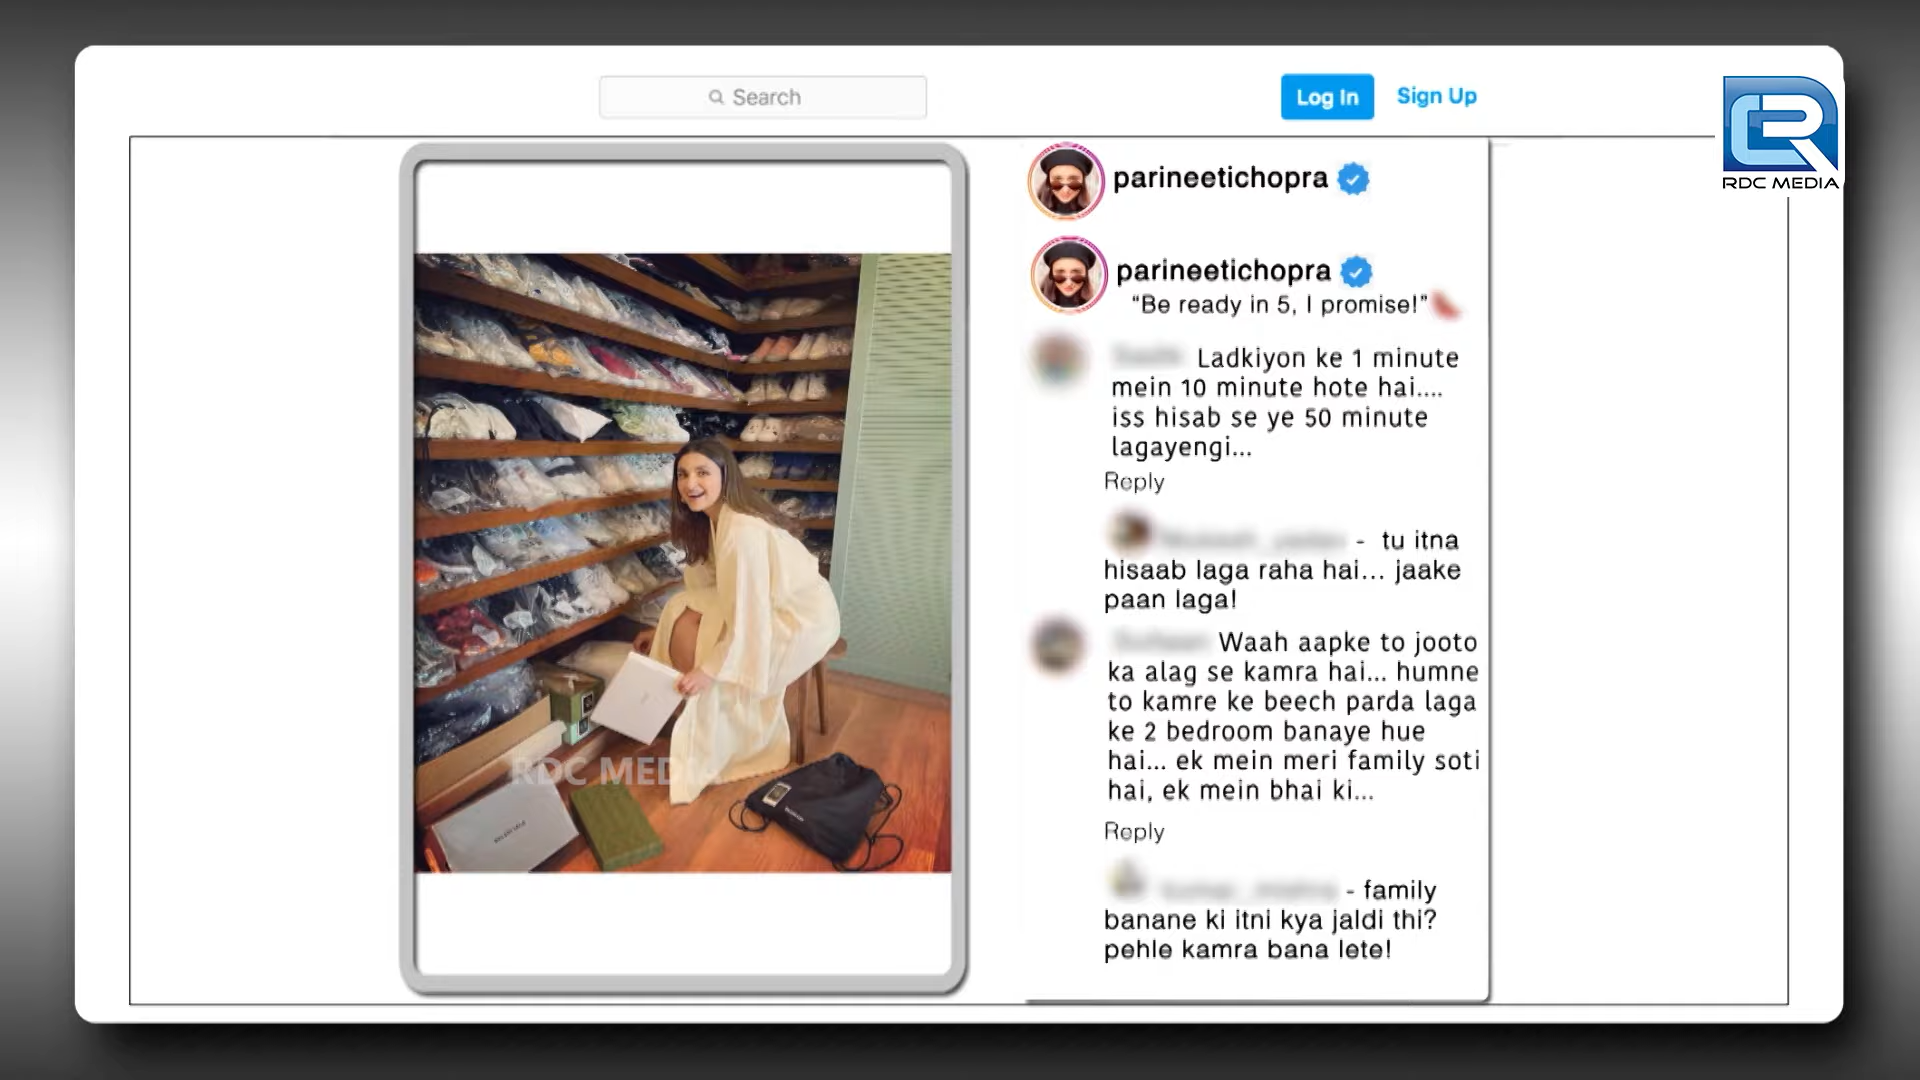 Search
Log In
Sign Up
RDC MEDIA
parineetichopra
parineetichopra
“Be ready in 5, I promise!”
Ladkiyon ke 1 minute
mein 10 minute hote hai....
iss hisab se ye 50 minute
lagayengi...
Reply
- tu itna
hisaab laga raha hai... jaake
paan laga!
Waah aapke to jooto
ka alag se kamra hai... humne
to kamre ke beech parda laga
ke 2 bedroom banaye hue
hai... ek mein meri family soti
hai, ek mein bhai ki...
Reply
- family
banane ki itni kya jaldi thi?
pehle kamra bana lete!
RDC MEDIA